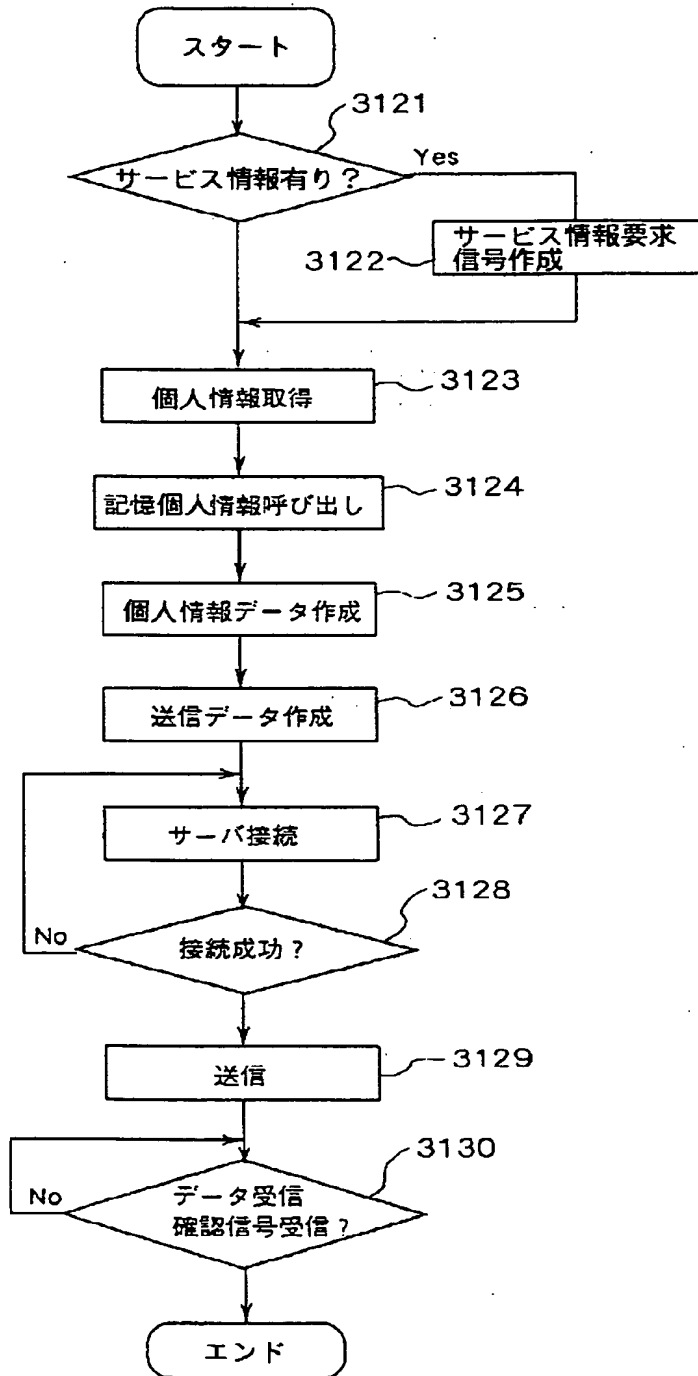 スタート
3121
サービス情報有り?
Yes
3122
サービス情報要求
信号作成
個人情報取得
3123
記憶個人情報呼び出し
3124
個人情報データ作成
3125
送信データ作成
3126
サーバ接続
3127
3128
接続成功?
No
送信
3129
3130
データ受信
確認信号受信?
No
エンド